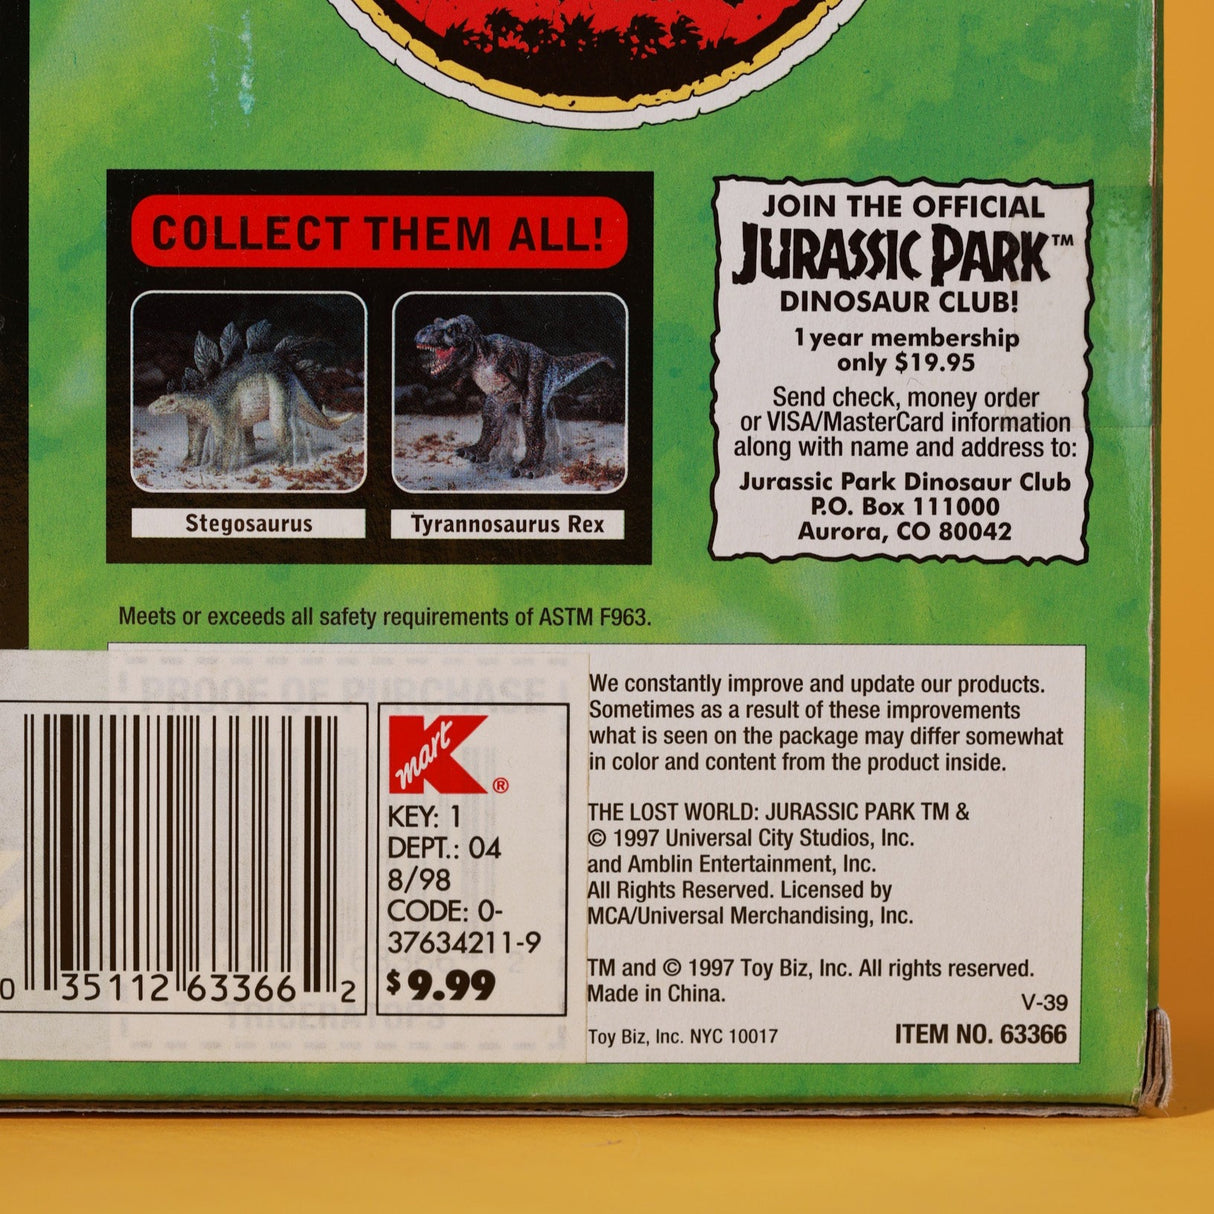 COLLECT THEM ALL!
Stegosaurus
Tyrannosaurus Rex
JOIN THE OFFICIAL
JURASSIC PARK™
DINOSAUR CLUB!
1 year membership
only $19.95
Send check, money order
or VISA/MasterCard information
along with name and address to:
Jurassic Park Dinosaur Club
P.O. Box 111000
Aurora, CO 80042
Meets or exceeds all safety requirements of ASTM F963.
PROOF OF PURCHASE
0 35112 63366 2
TRICERATOPS
Kmart®
KEY: 1
DEPT.: 04
8/98
CODE: 0-
37634211-9
$9.99
We constantly improve and update our products.
Sometimes as a result of these improvements
what is seen on the package may differ somewhat
in color and content from the product inside.
THE LOST WORLD: JURASSIC PARK TM &
© 1997 Universal City Studios, Inc.
and Amblin Entertainment, Inc.
All Rights Reserved. Licensed by
MCA/Universal Merchandising, Inc.
TM and © 1997 Toy Biz, Inc. All rights reserved.
Made in China.
V-39
Toy Biz, Inc. NYC 10017
ITEM NO. 63366